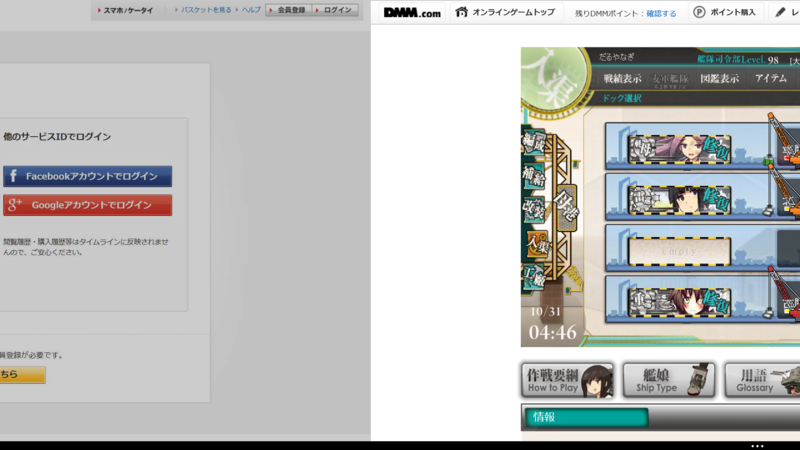 スマホ / ケータイ
バスケットを見る
ヘルプ
会員登録
ログイン
他のサービスIDでログイン
Facebookアカウントでログイン
Googleアカウントでログイン
閲覧履歴・購入履歴等はタイムラインに反映されませ
んので、ご安心ください。
員登録が必要です。
ちら
DMM.com
オンラインゲームトップ
残りDMMポイント：確認する
ポイント購入
レ
入渠
だるやなぎ
艦隊司令部Level. 98
[大
戦績表示
友軍艦隊
図鑑表示
アイテム
ドック選択
編成
補給
改装
入渠
工廠
母港
修復
修復
empty
修復
10/31
04:46
作戦要綱
How to Play
艦娘
Ship Type
用語
Glossary
情報